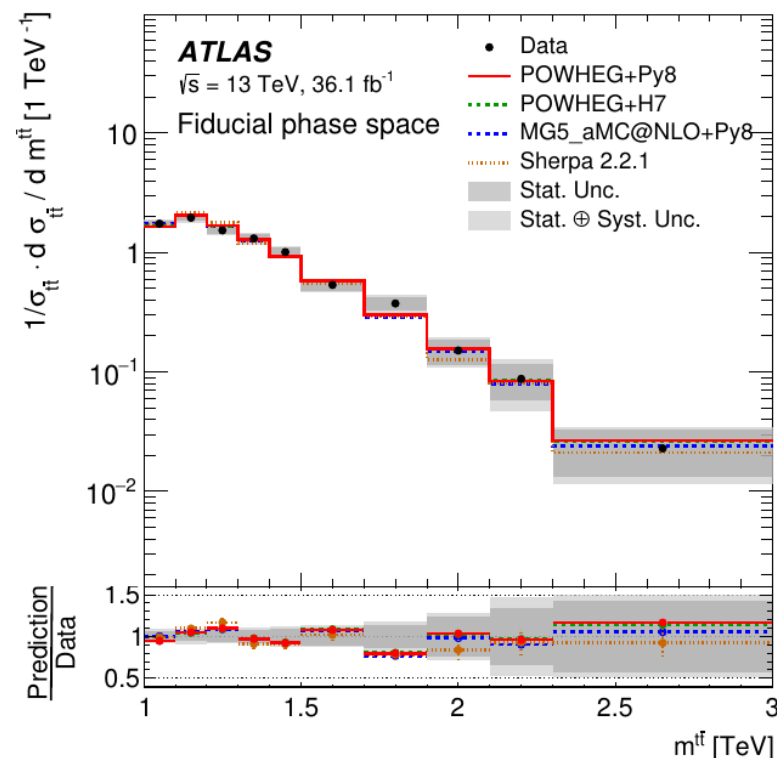 ATLAS
√s = 13 TeV, 36.1 fb⁻¹
Fiducial phase space
Data
POWHEG+Py8
POWHEG+H7
MG5_aMC@NLO+Py8
Sherpa 2.2.1
Stat. Unc.
Stat. ⊕ Syst. Unc.
1/σ_tt̄ · d σ_tt̄ / d m^tt̄ [1 TeV⁻¹]
10
1
10⁻¹
10⁻²
Prediction
Data
1.5
1
0.5
1 1.5 2 2.5 3
m^tt̄ [TeV]